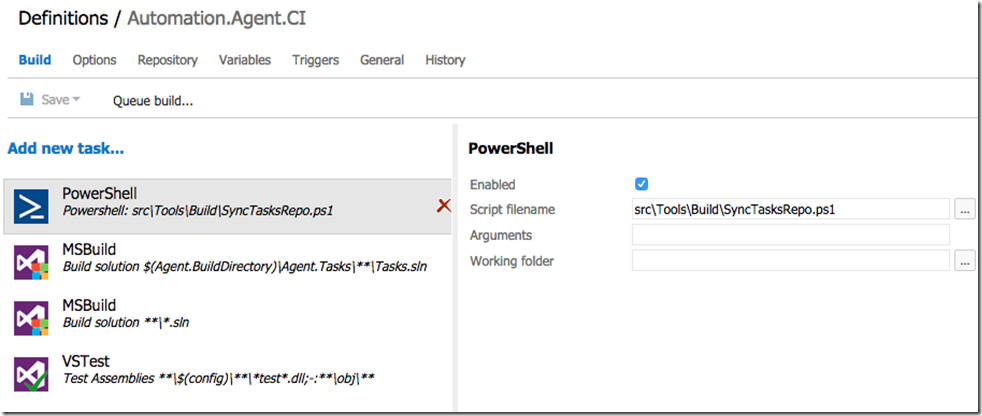 Definitions / Automation.Agent.CI
Build Options Repository Variables Triggers General History
Save Queue build...
Add new task...
PowerShell
Powershell: src\Tools\Build\SyncTasksRepo.ps1
MSBuild
Build solution $(Agent.BuildDirectory)\Agent.Tasks\**\Tasks.sln
MSBuild
Build solution **\*.sln
VSTest
Test Assemblies **\$(config)\**\*test*.dll;-:**\obj\**
PowerShell
Enabled
Script filename src\Tools\Build\SyncTasksRepo.ps1 ...
Arguments
Working folder ...